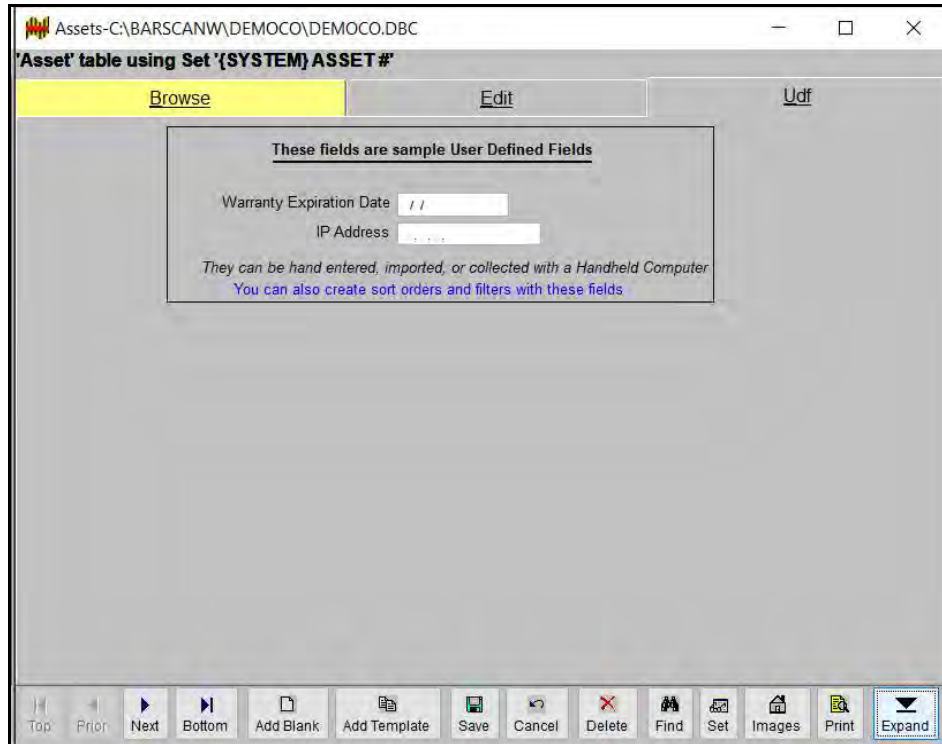 Assets-C:\BARSCANW\DEMOCO\DEMOCO.DBC
'Asset' table using Set '{SYSTEM} ASSET #'
Browse Edit Udf
These fields are sample User Defined Fields
Warranty Expiration Date / /
IP Address . . .
They can be hand entered, imported, or collected with a Handheld Computer
You can also create sort orders and filters with these fields
Top Prior Next Bottom Add Blank Add Template Save Cancel Delete Find Set Images Print Expand